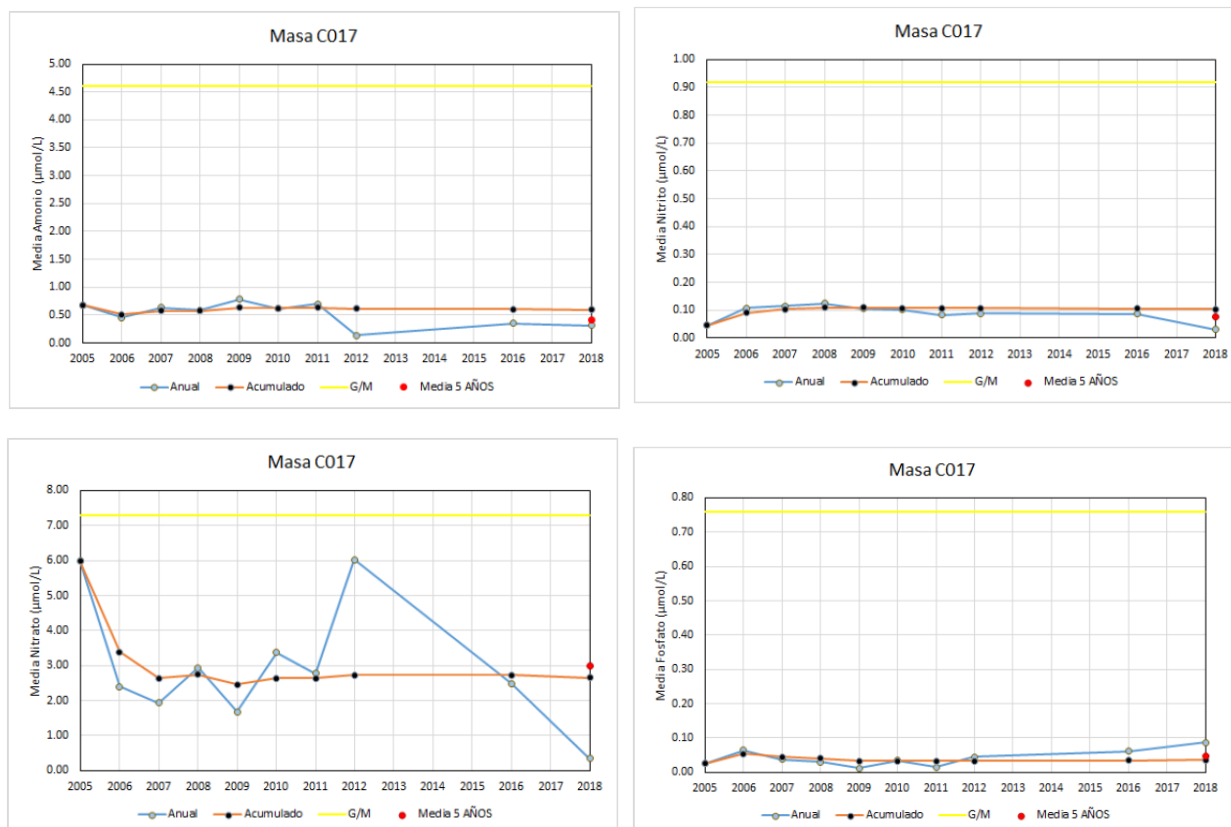 Masa C017
Media Amonio (µmol/L)
5.00
4.50
4.00
3.50
3.00
2.50
2.00
1.50
1.00
0.50
0.00
2005 2006 2007 2008 2009 2010 2011 2012 2013 2014 2015 2016 2017 2018
Anual Acumulado G/M Media 5 AÑOS
Masa C017
Media Nitrito (µmol/L)
1.00
0.90
0.80
0.70
0.60
0.50
0.40
0.30
0.20
0.10
0.00
2005 2006 2007 2008 2009 2010 2011 2012 2013 2014 2015 2016 2017 2018
Anual Acumulado G/M Media 5 AÑOS
Masa C017
Media Nitrato (µmol/L)
8.00
7.00
6.00
5.00
4.00
3.00
2.00
1.00
0.00
2005 2006 2007 2008 2009 2010 2011 2012 2013 2014 2015 2016 2017 2018
Anual Acumulado G/M Media 5 AÑOS
Masa C017
Media Fosfato (µmol/L)
0.80
0.70
0.60
0.50
0.40
0.30
0.20
0.10
0.00
2005 2006 2007 2008 2009 2010 2011 2012 2013 2014 2015 2016 2017 2018
Anual Acumulado G/M Media 5 AÑOS